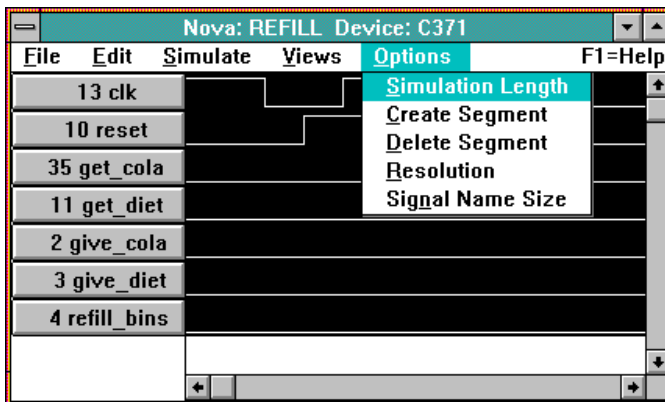 Nova: REFILL Device: C371
File Edit Simulate Views Options F1=Help
13 clk
Simulation Length
10 reset
Create Segment
Delete Segment
35 get_cola
Resolution
11 get_diet
Signal Name Size
2 give_cola
3 give_diet
4 refill_bins